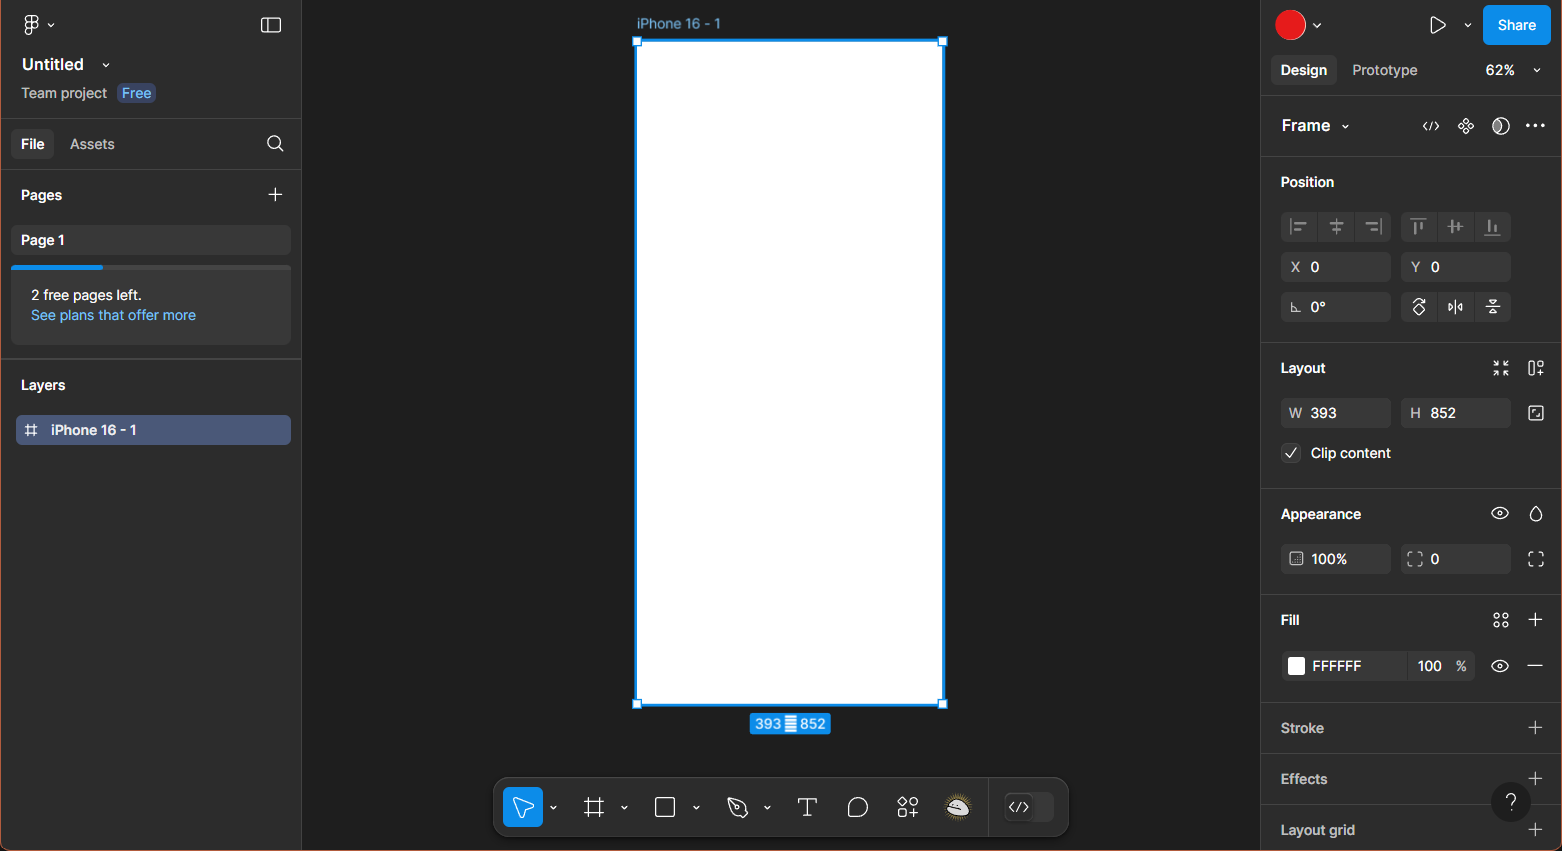 Untitled
Team project Free
File Assets
Pages
Page 1
2 free pages left.
See plans that offer more
Layers
iPhone 16 - 1
iPhone 16 - 1
393 852
Share
Design Prototype 62%
Frame
Position
X 0 Y 0
0°
Layout
W 393 H 852
Clip content
Appearance
100% 0
Fill
FFFFFF 100 %
Stroke
Effects
?
Layout grid